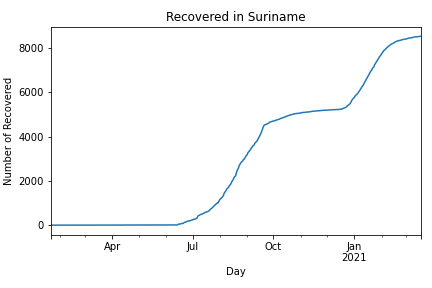 Recovered in Suriname
Number of Recovered
8000
6000
4000
2000
0
Apr
Jul
Oct
Jan
2021
Day